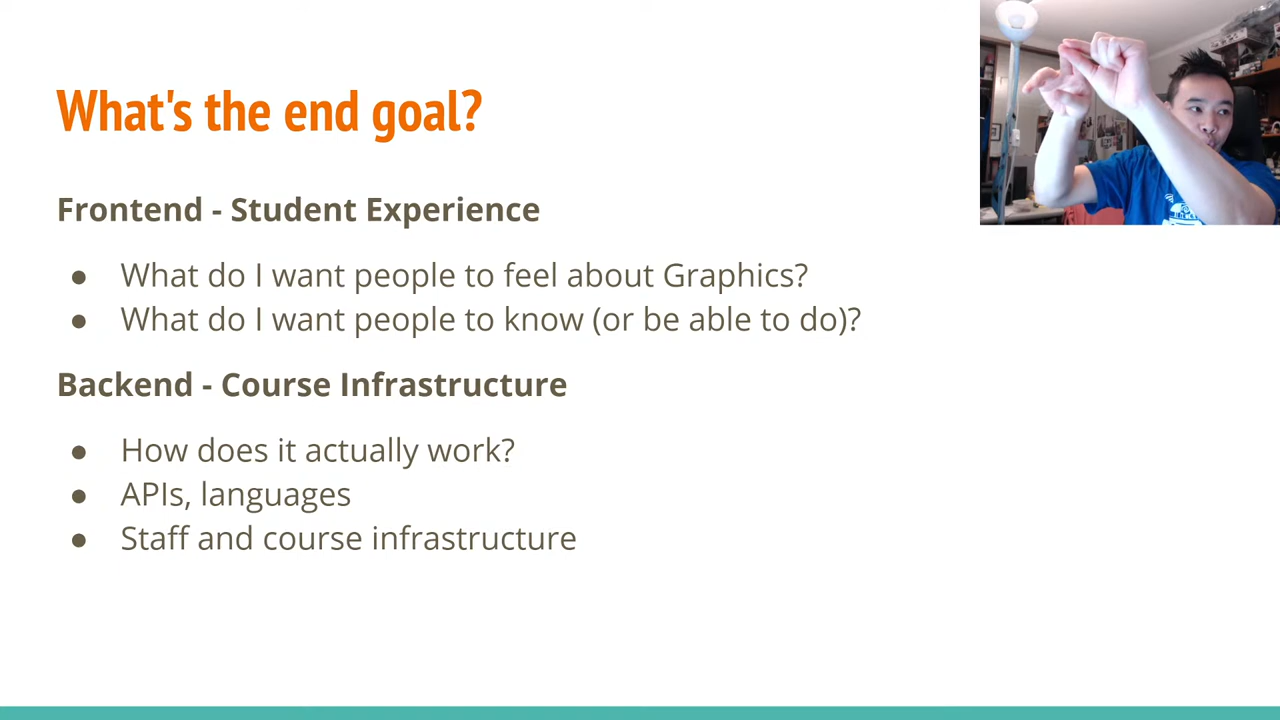 What's the end goal?
Frontend - Student Experience
● What do I want people to feel about Graphics?
● What do I want people to know (or be able to do)?
Backend - Course Infrastructure
● How does it actually work?
● APIs, languages
● Staff and course infrastructure